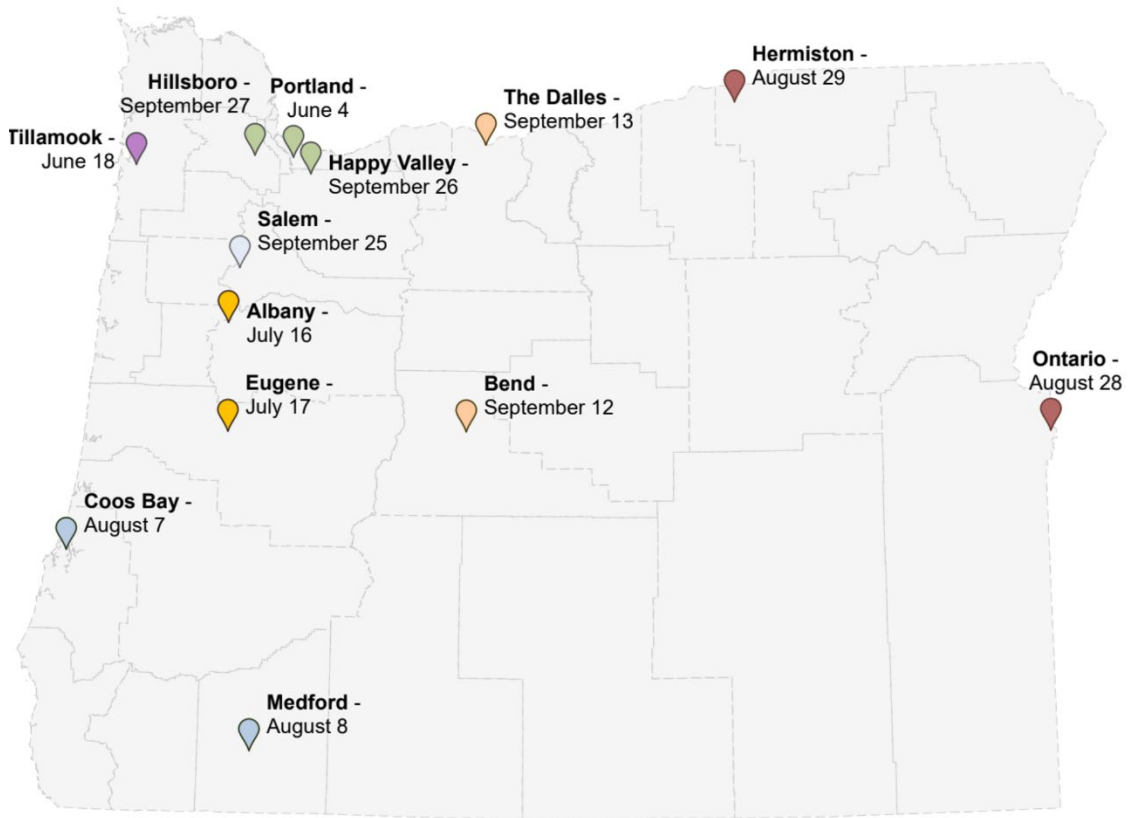 Hermiston -
August 29
Hillsboro -
September 27
Portland -
June 4
The Dalles -
September 13
Tillamook -
June 18
Happy Valley -
September 26
Salem -
September 25
Albany -
July 16
Ontario -
August 28
Eugene -
July 17
Bend -
September 12
Coos Bay -
August 7
Medford -
August 8